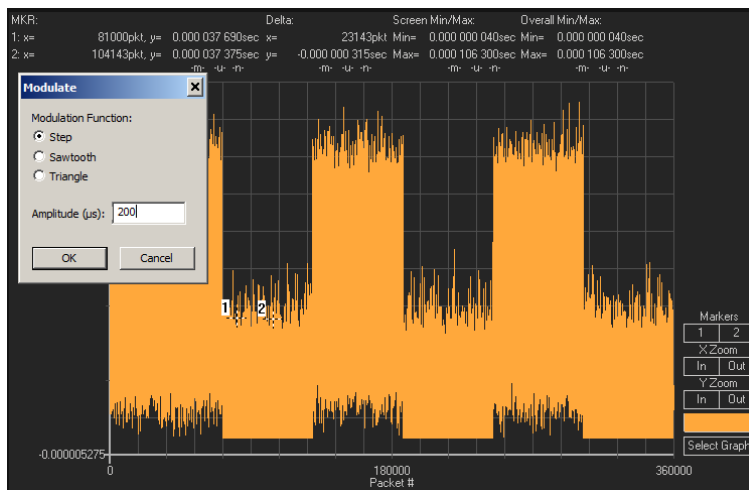 MKR: Delta: Screen Min/Max: Overall Min/Max:
1: x= 81000pkt, y= 0.000 037 690sec x= 23143pkt Min= 0.000 000 040sec Min= 0.000 000 040sec
2: x= 104143pkt, y= 0.000 037 375sec y= -0.000 000 315sec Max= 0.000 106 300sec Max= 0.000 106 300sec
-m- -u- -n- -m- -u- -n- -m- -u- -n- -m- -u- -n-
Modulate
Modulation Function:
Step
Sawtooth
Triangle
Amplitude (µs): 200
OK Cancel
1 2
Markers
1 2
X Zoom
In Out
Y Zoom
In Out
Select Graph
-0.000005275
0 180000 360000
Packet #